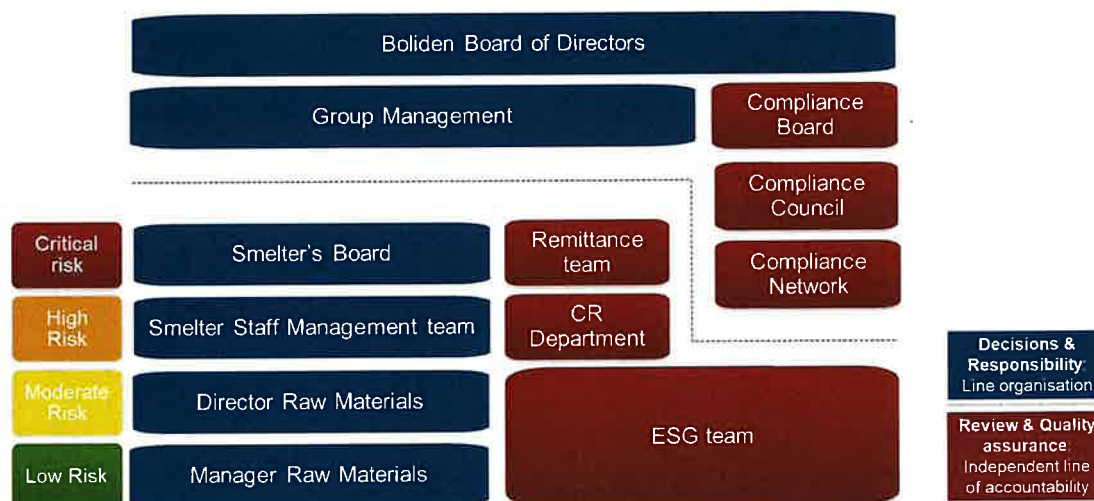 Boliden Board of Directors
Group Management
Compliance
Board
Compliance
Council
Critical
risk
Smelter's Board
Remittance
team
Compliance
Network
High
Risk
Smelter Staff Management team
CR
Department
Moderate
Risk
Director Raw Materials
ESG team
Low Risk
Manager Raw Materials
Decisions &
Responsibility:
Line organisation
Review & Quality
assurance
Independent line
of accountability